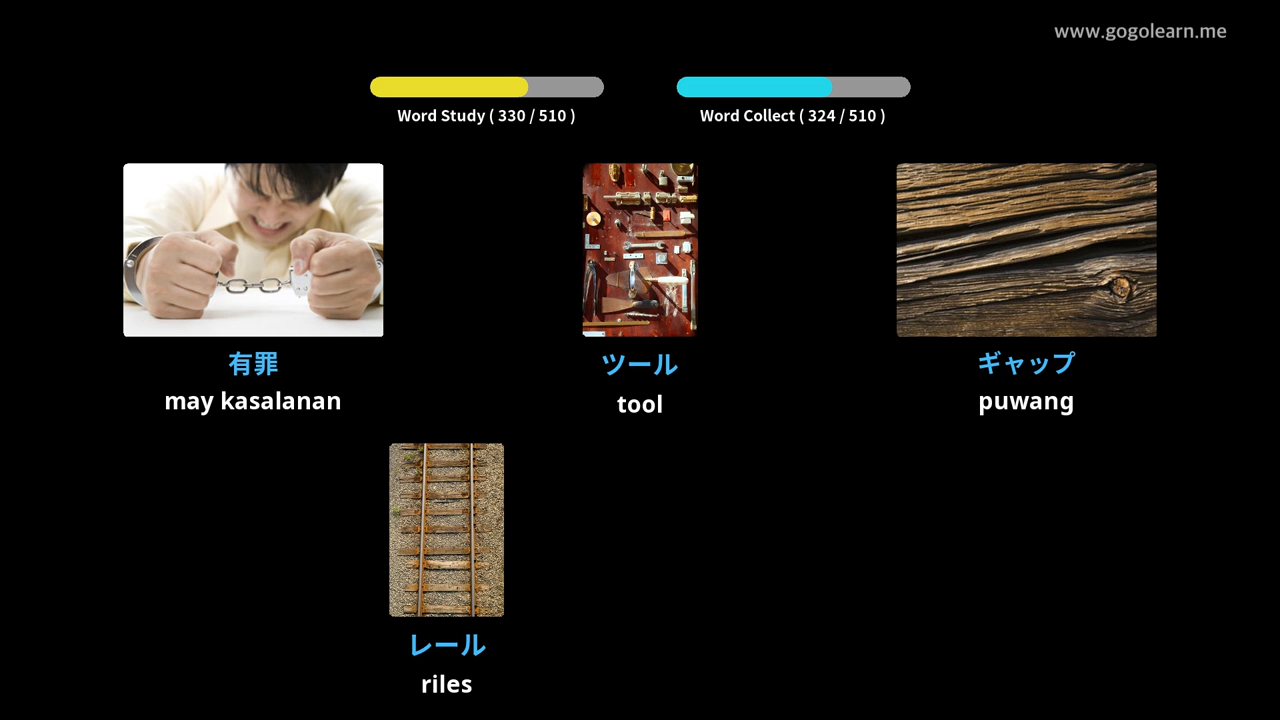 www.gogolearn.me
Word Study ( 330 / 510 )
Word Collect ( 324 / 510 )
有罪
may kasalanan
ツール
tool
ギャップ
puwang
レール
riles